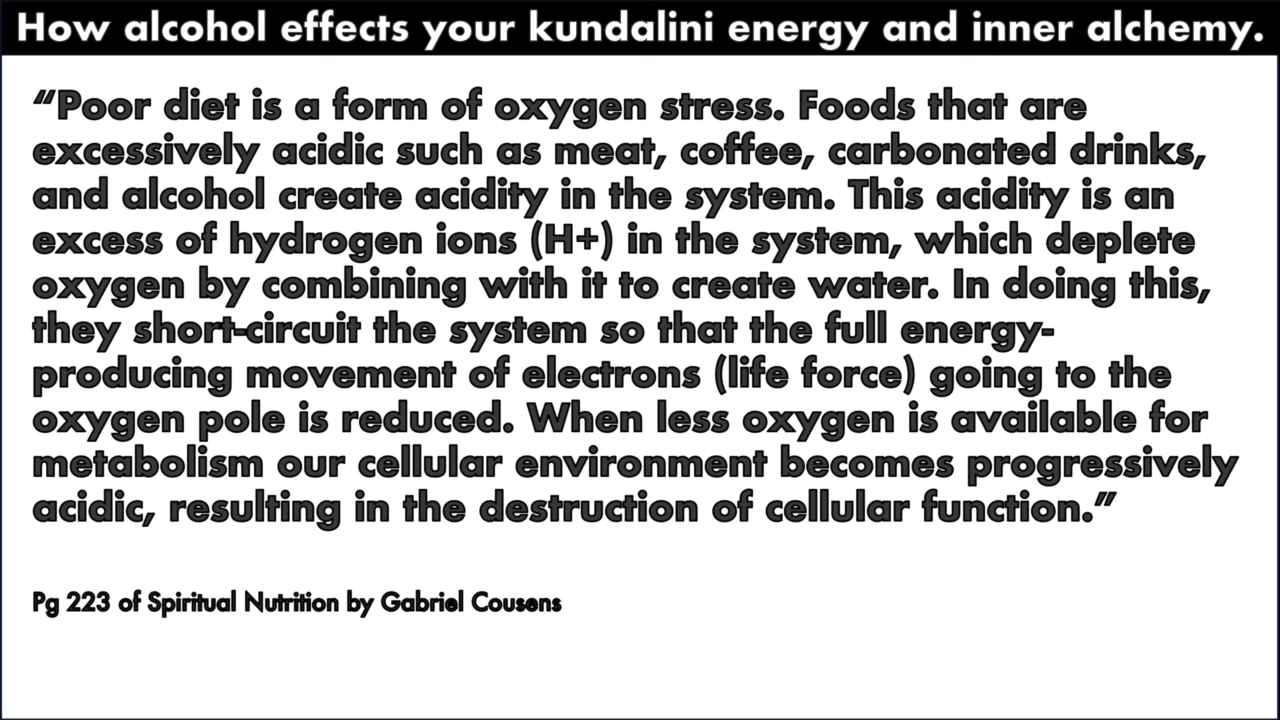 How alcohol effects your kundalini energy and inner alchemy.
“Poor diet is a form of oxygen stress. Foods that are
excessively acidic such as meat, coffee, carbonated drinks,
and alcohol create acidity in the system. This acidity is an
excess of hydrogen ions (H+) in the system, which deplete
oxygen by combining with it to create water. In doing this,
they short-circuit the system so that the full energy-
producing movement of electrons (life force) going to the
oxygen pole is reduced. When less oxygen is available for
metabolism our cellular environment becomes progressively
acidic, resulting in the destruction of cellular function.”
Pg 223 of Spiritual Nutrition by Gabriel Cousens